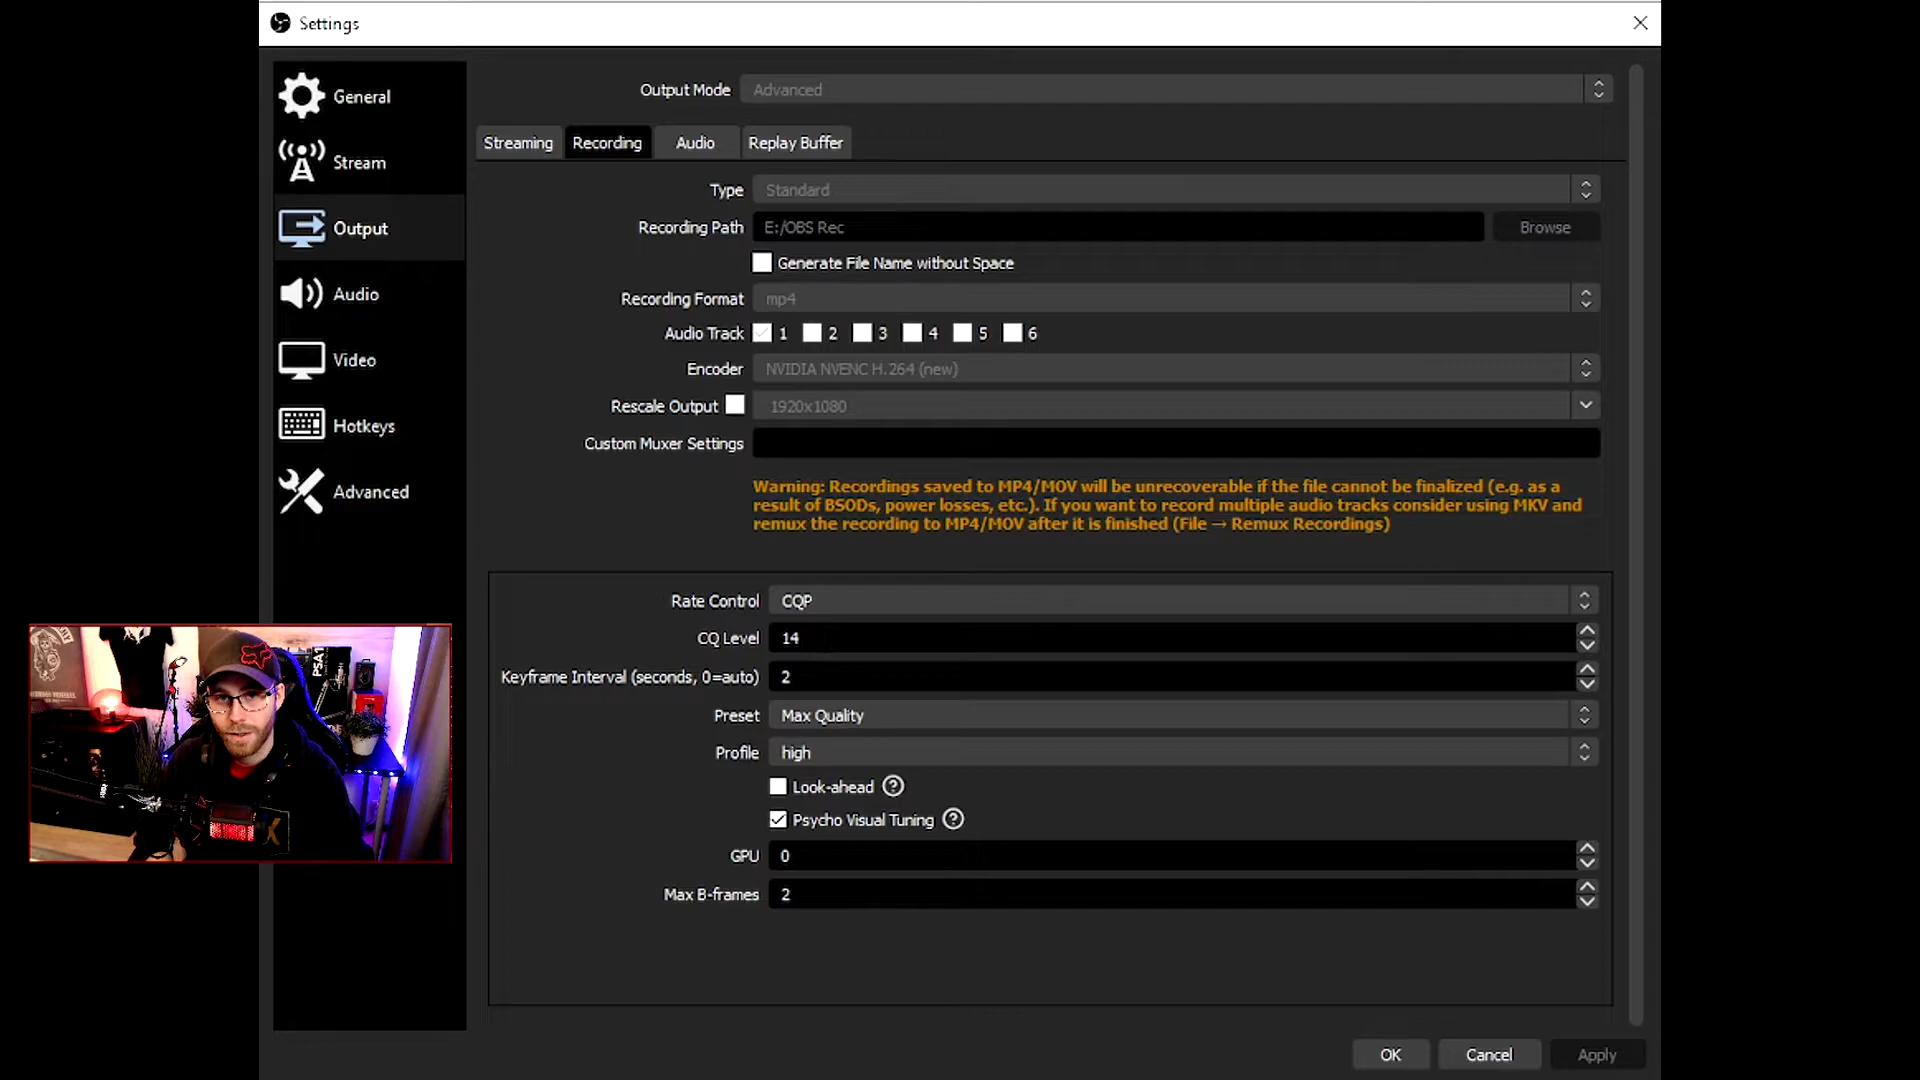 Settings
General
Stream
Output
Audio
Video
Hotkeys
Advanced
Output Mode Advanced
Streaming Recording Audio Replay Buffer
Type Standard
Recording Path E:/OBS Rec Browse
Generate File Name without Space
Recording Format mp4
Audio Track 1 2 3 4 5 6
Encoder NVIDIA NVENC H.264 (new)
Rescale Output 1920x1080
Custom Muxer Settings
Warning: Recordings saved to MP4/MOV will be unrecoverable if the file cannot be finalized (e.g. as a
result of BSODs, power losses, etc.). If you want to record multiple audio tracks consider using MKV and
remux the recording to MP4/MOV after it is finished (File → Remux Recordings)
Rate Control CQP
CQ Level 14
Keyframe Interval (seconds, 0=auto) 2
Preset Max Quality
Profile high
Look-ahead ?
Psycho Visual Tuning ?
GPU 0
Max B-frames 2
PSA1
OK Cancel Apply